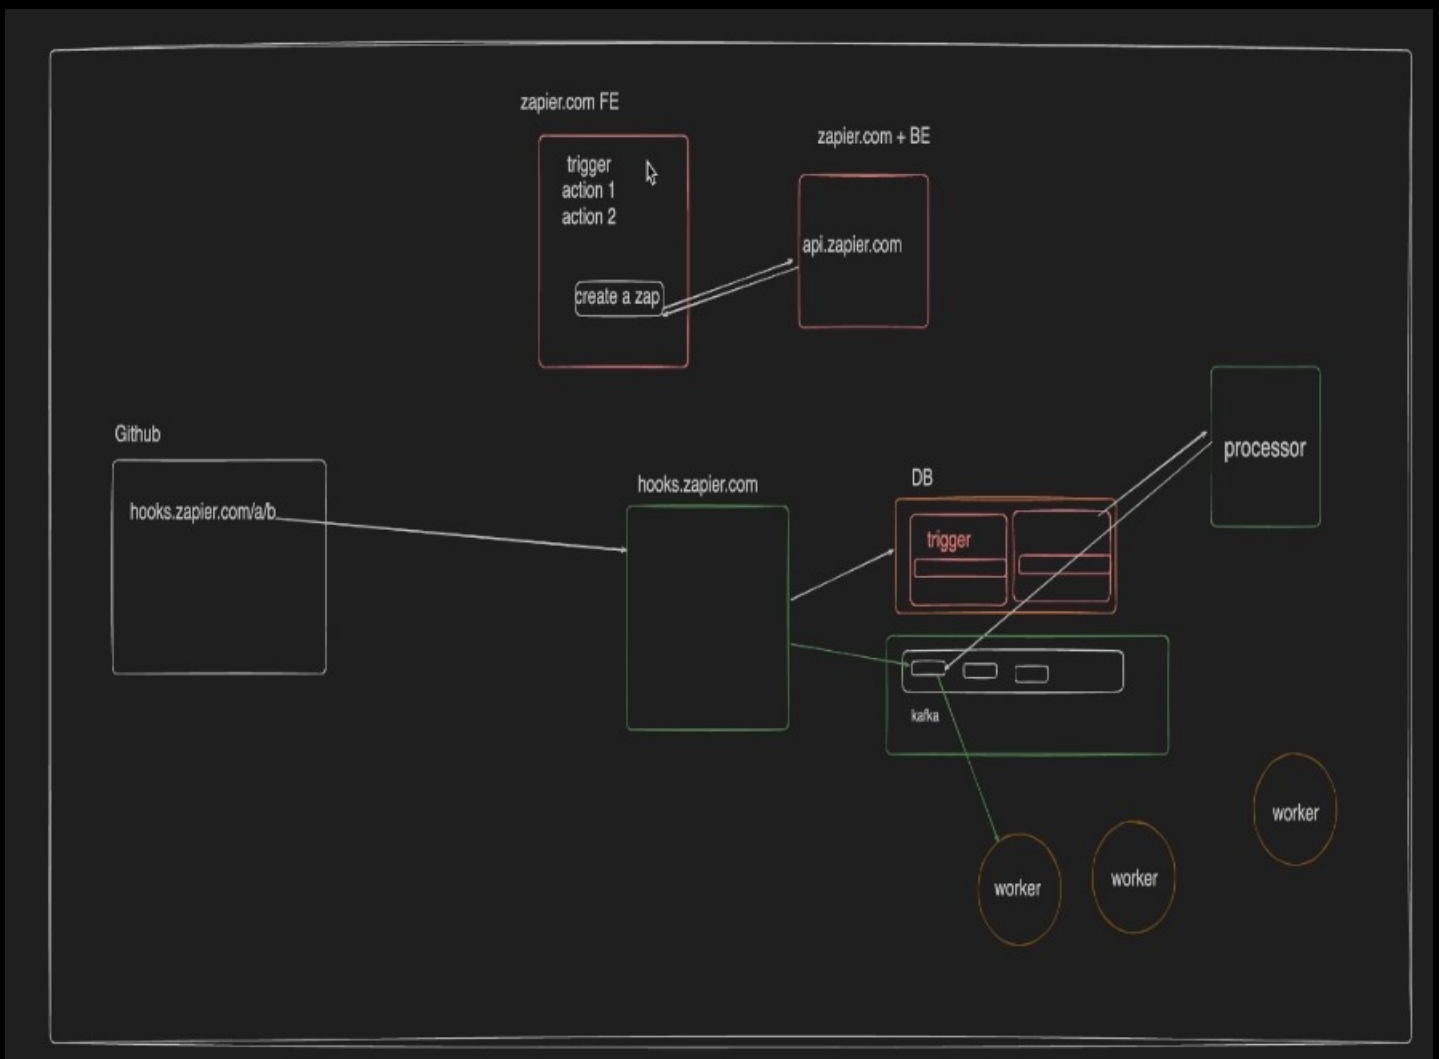 zapier.com FE
zapier.com + BE
trigger
action 1
action 2
api.zapier.com
create a zap
Github
processor
hooks.zapier.com
DB
hooks.zapier.com/a/b
trigger
kafka
worker
worker
worker